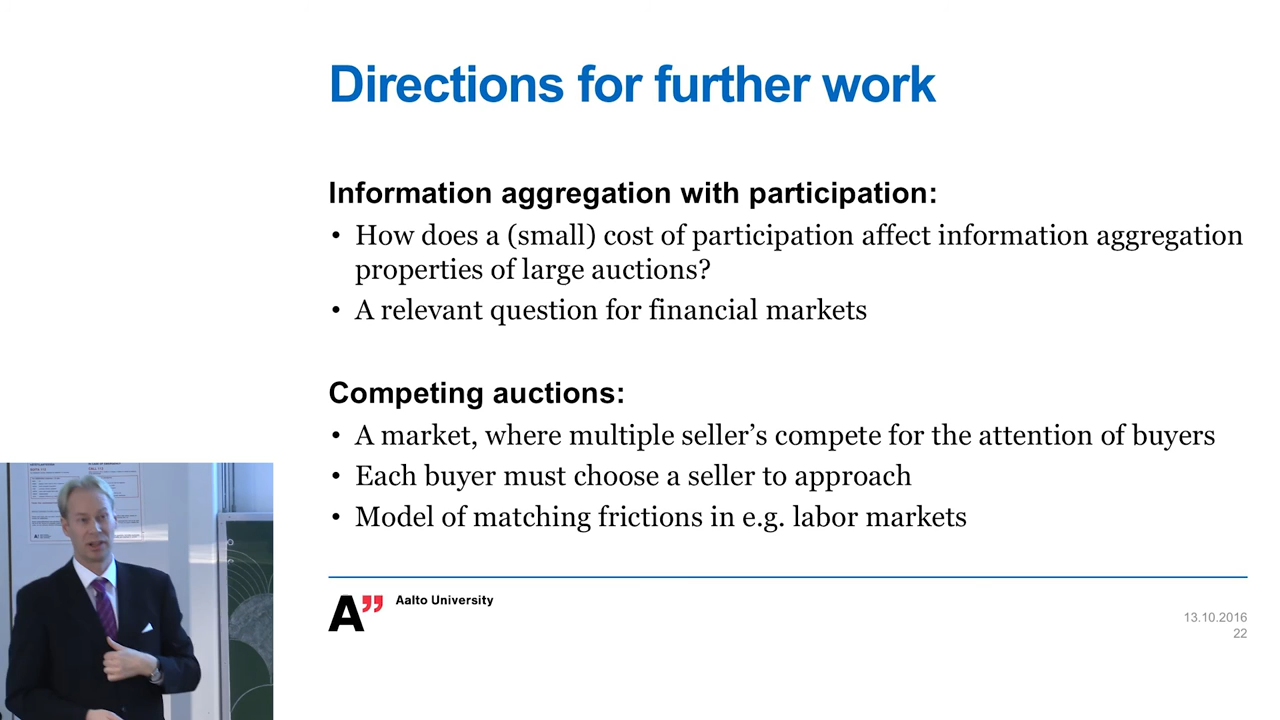 Directions for further work
Information aggregation with participation:
• How does a (small) cost of participation affect information aggregation
properties of large auctions?
• A relevant question for financial markets
Competing auctions:
• A market, where multiple seller’s compete for the attention of buyers
• Each buyer must choose a seller to approach
• Model of matching frictions in e.g. labor markets
A”
Aalto University
13.10.2016
22